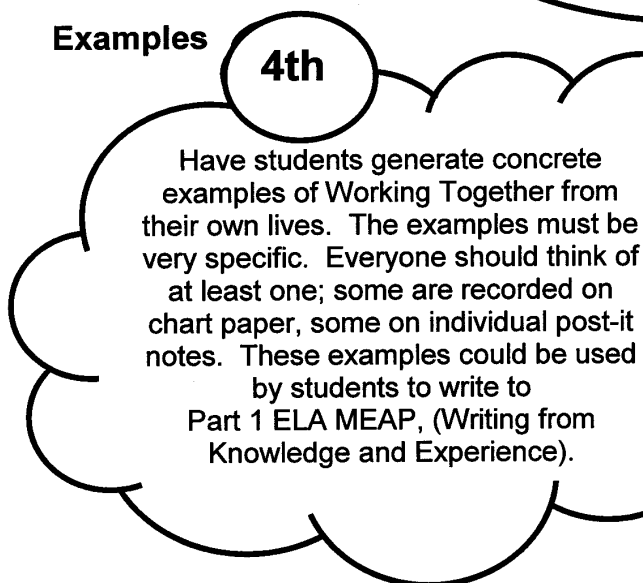 Examples
4th
Have students generate concrete
examples of Working Together from
their own lives. The examples must be
very specific. Everyone should think of
at least one; some are recorded on
chart paper, some on individual post-it
notes. These examples could be used
by students to write to
Part 1 ELA MEAP, (Writing from
Knowledge and Experience).